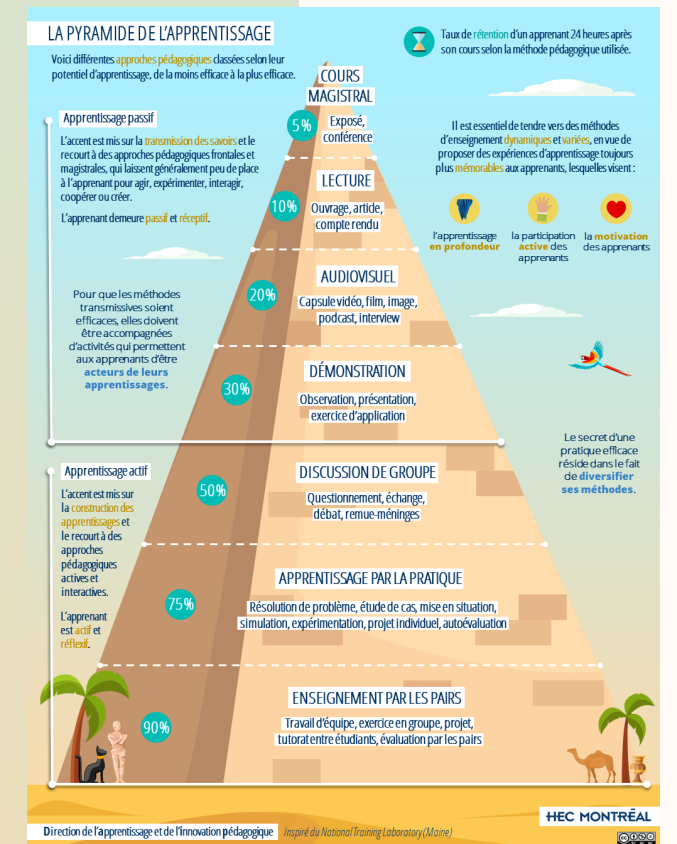 LA PYRAMIDE DE L'APPRENTISSAGE
Voici différentes approches pédagogiques classées selon leur
potentiel d'apprentissage, de la moins efficace à la plus efficace.
Taux de rétention d'un apprenant 24 heures après
son cours selon la méthode pédagogique utilisée.
COURS
MAGISTRAL
5%
Exposé,
conférence
Apprentissage passif
L'accent est mis sur la transmission des savoirs et le
recourt à des approches pédagogiques frontales et
magistrales, qui laissent généralement peu de place
à l'apprenant pour agir, expérimenter, interagir,
coopérer ou créer.
L'apprenant demeure passif et réceptif.
Il est essentiel de tendre vers des méthodes
d'enseignement dynamiques et variées, en vue de
proposer des expériences d'apprentissage toujours
plus mémorables aux apprenants, lesquelles visent :
l'apprentissage
en profondeur
la participation
active des
apprenants
la motivation
des apprenants
LECTURE
10%
Ouvrage, article,
compte rendu
AUDIOVISUEL
20%
Capsule vidéo, film, image,
podcast, interview
Pour que les méthodes
transmissives soient
efficaces, elles doivent
être accompagnées
d'activités qui permettent
aux apprenants d'être
acteurs de leurs
apprentissages.
DÉMONSTRATION
30%
Observation, présentation,
exercice d'application
Le secret d'une
pratique efficace
réside dans le fait
de diversifier
ses méthodes.
Apprentissage actif
L'accent est mis sur
la construction des
apprentissages et
le recourt à des
approches
pédagogiques
actives et
interactives.
L'apprenant
est actif et
réflexif.
DISCUSSION DE GROUPE
50%
Questionnement, échange,
débat, remue-méninges
APPRENTISSAGE PAR LA PRATIQUE
75%
Résolution de problème, étude de cas, mise en situation,
simulation, expérimentation, projet individuel, autoévaluation
ENSEIGNEMENT PAR LES PAIRS
90%
Travail d'équipe, exercice en groupe, projet,
tutorat entre étudiants, évaluation par les pairs
HEC MONTRÉAL
Direction de l'apprentissage et de l'innovation pédagogique Inspiré du National Training Laboratory (Maine)